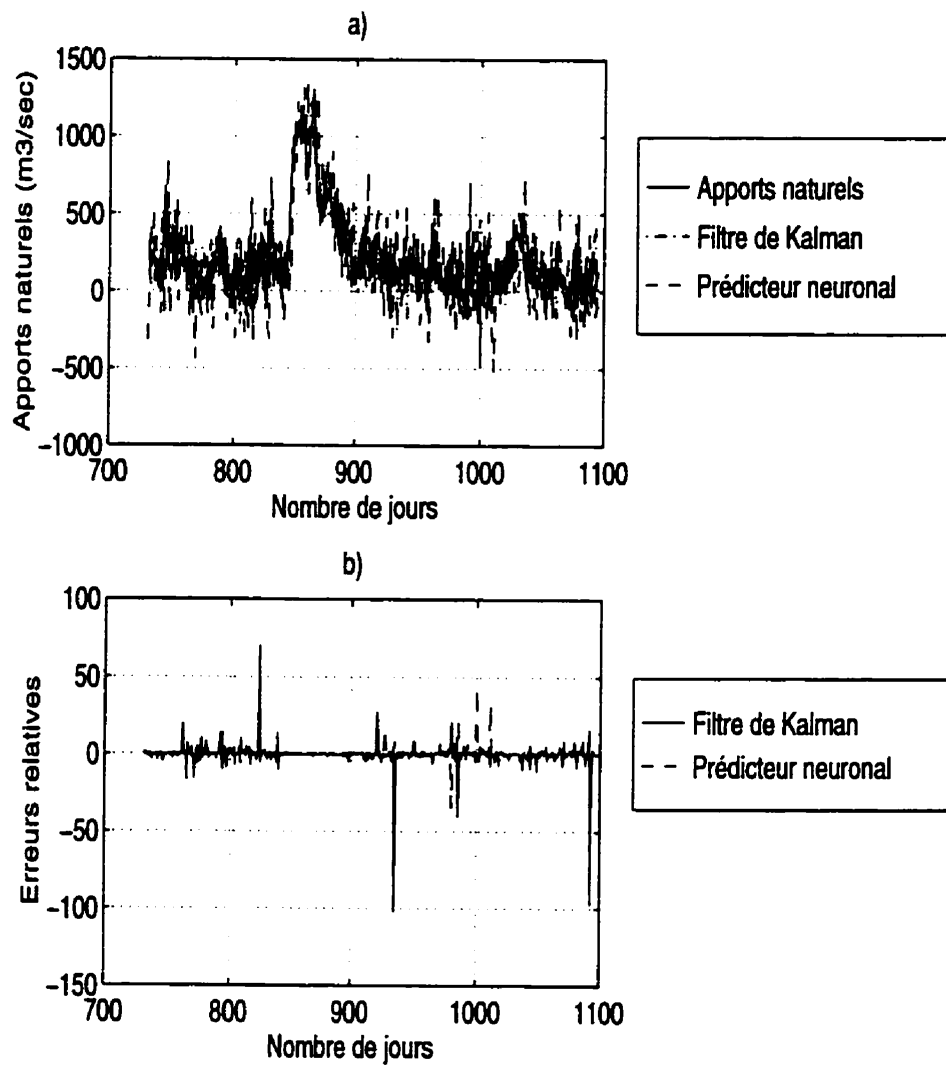 a)
1500
1000
500
0
−500
−1000
700
800
900
1000
1100
Apports naturels (m3/sec)
Nombre de jours
Apports naturels
Filtre de Kalman
Prédicteur neuronal
b)
100
50
0
−50
−100
−150
700
800
900
1000
1100
Erreurs relatives
Nombre de jours
Filtre de Kalman
Prédicteur neuronal